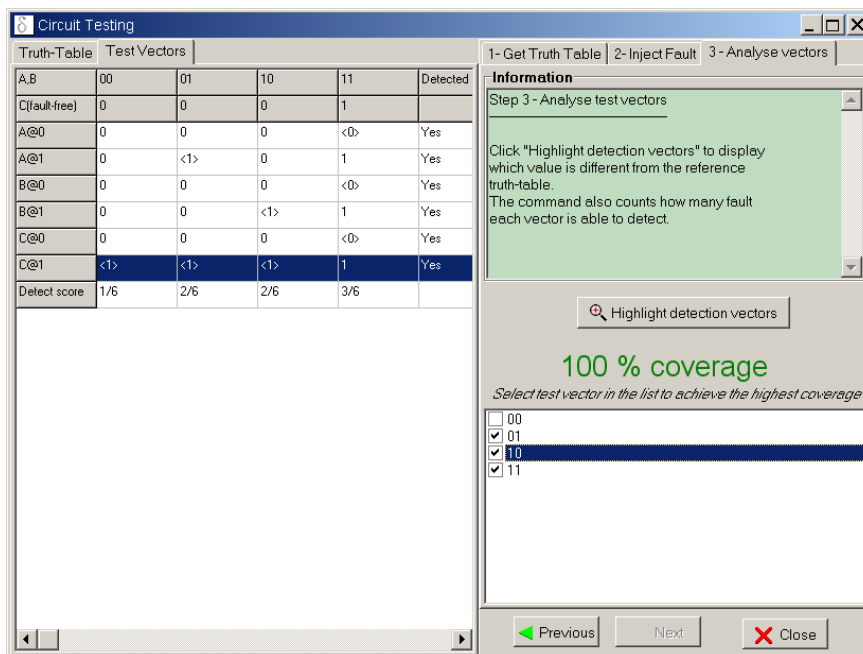 δ Circuit Testing
Truth-Table Test Vectors
A,B 00 01 10 11 Detected
C(fault-free) 0 0 0 1
A@0 0 0 0 <0> Yes
A@1 0 <1> 0 1 Yes
B@0 0 0 0 <0> Yes
B@1 0 0 <1> 1 Yes
C@0 0 0 0 <0> Yes
C@1 <1> <1> <1> 1 Yes
Detect score 1/6 2/6 2/6 3/6
1- Get Truth Table 2- Inject Fault 3 - Analyse vectors
Information
Step 3 - Analyse test vectors
Click "Highlight detection vectors" to display
which value is different from the reference
truth-table.
The command also counts how many fault
each vector is able to detect.
Highlight detection vectors
100 % coverage
Select test vector in the list to achieve the highest coverage
00
01
10
11
Previous Next Close